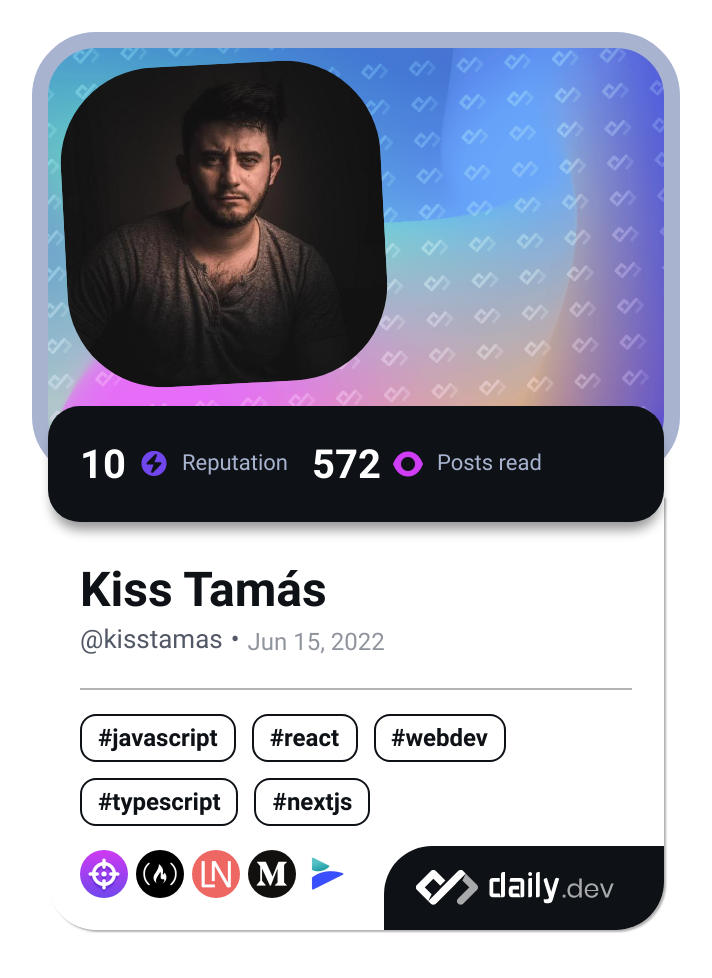 10 Reputation 572 Posts read
Kiss Tamás
@kisstamas • Jun 15, 2022
#javascript #react #webdev
#typescript #nextjs
LN M
daily.dev